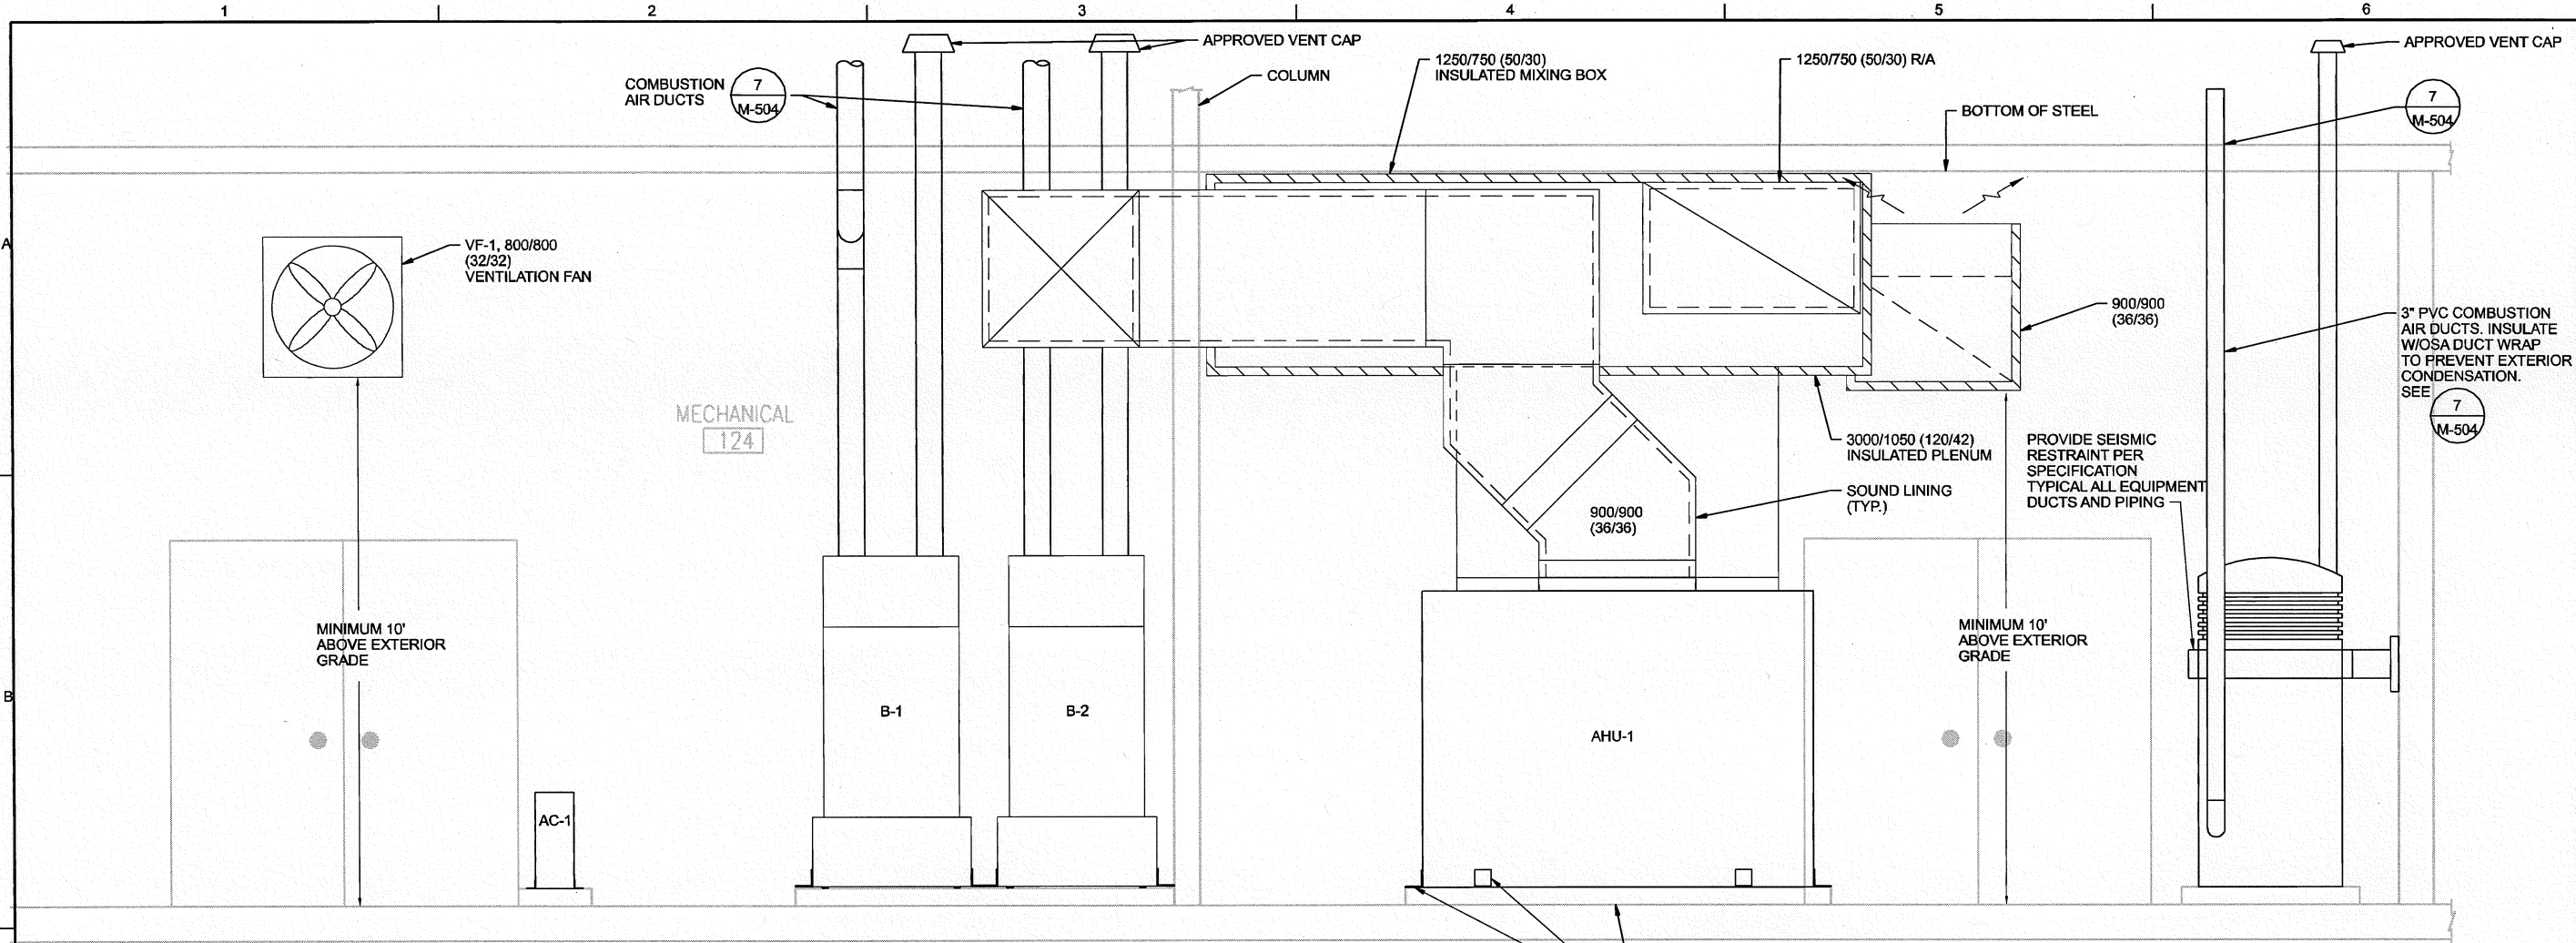 1
2
3
4
5
6
A
B
APPROVED VENT CAP
COMBUSTION
AIR DUCTS
7
M-504
COLUMN
1250/750 (50/30)
INSULATED MIXING BOX
1250/750 (50/30) R/A
BOTTOM OF STEEL
APPROVED VENT CAP
7
M-504
VF-1, 800/800
(32/32)
VENTILATION FAN
900/900
(36/36)
3" PVC COMBUSTION
AIR DUCTS. INSULATE
W/OSA DUCT WRAP
TO PREVENT EXTERIOR
CONDENSATION.
SEE
7
M-504
MECHANICAL
124
3000/1050 (120/42)
INSULATED PLENUM
PROVIDE SEISMIC
RESTRAINT PER
SPECIFICATION
TYPICAL ALL EQUIPMENT
DUCTS AND PIPING
SOUND LINING
(TYP.)
900/900
(36/36)
MINIMUM 10'
ABOVE EXTERIOR
GRADE
MINIMUM 10'
ABOVE EXTERIOR
GRADE
B-1
B-2
AHU-1
AC-1